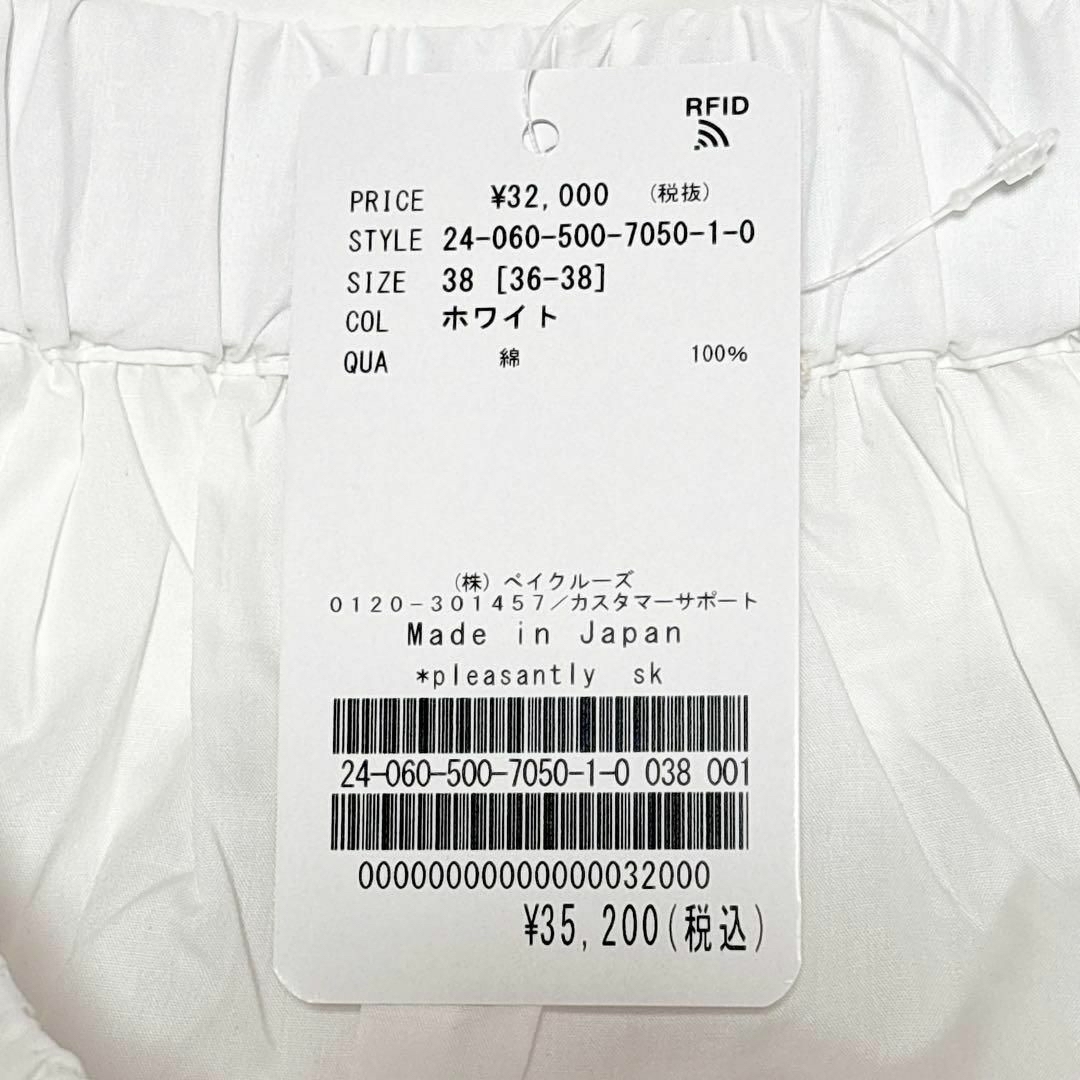 RFID
PRICE ¥32,000 (税抜)
STYLE 24-060-500-7050-1-0
SIZE 38 [36-38]
COL ホワイト
QUA 綿 100%
(株) ベイクルーズ
0120-301457/カスタマーサポート
Made in Japan
*pleasantly sk
24-060-500-7050-1-0 038 001
00000000000000032000
¥35,200(税込)